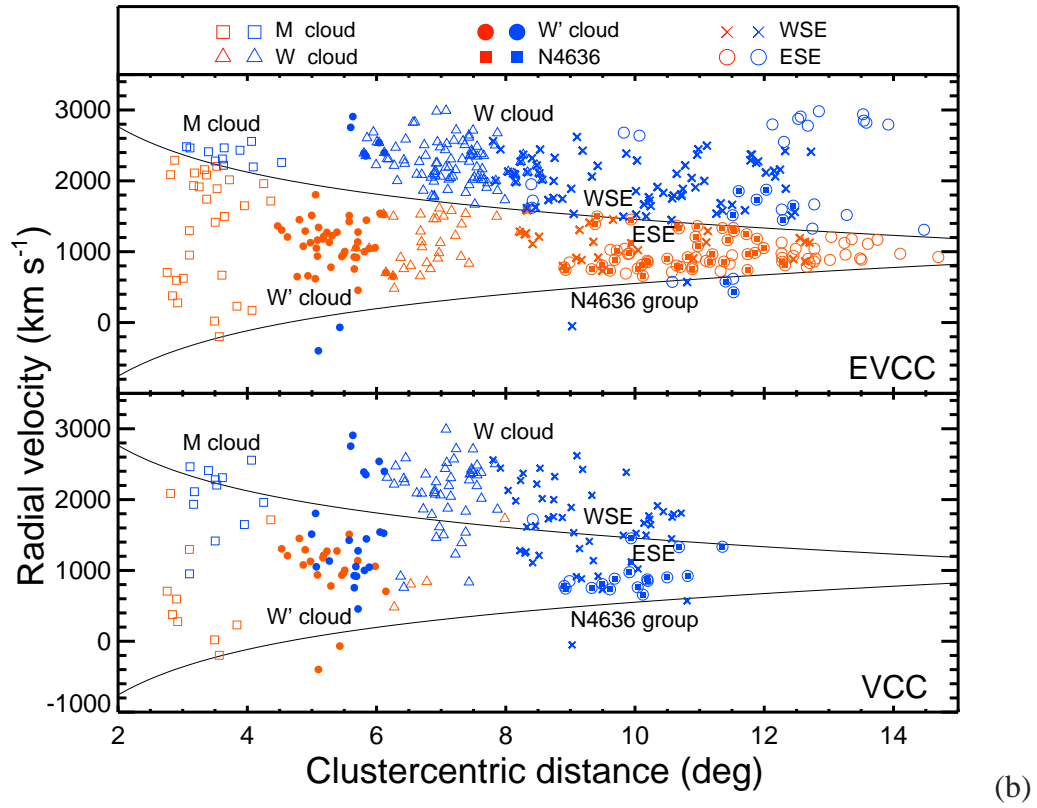 M cloud W' cloud WSE
W cloud N4636 ESE
3000
2000
1000
0
M cloud
W cloud
WSE
ESE
W' cloud
N4636 group
EVCC
3000
2000
1000
0
-1000
M cloud
W cloud
WSE
ESE
W' cloud
N4636 group
VCC
Radial velocity (km s-1)
2 4 6 8 10 12 14
Clustercentric distance (deg)
(b)